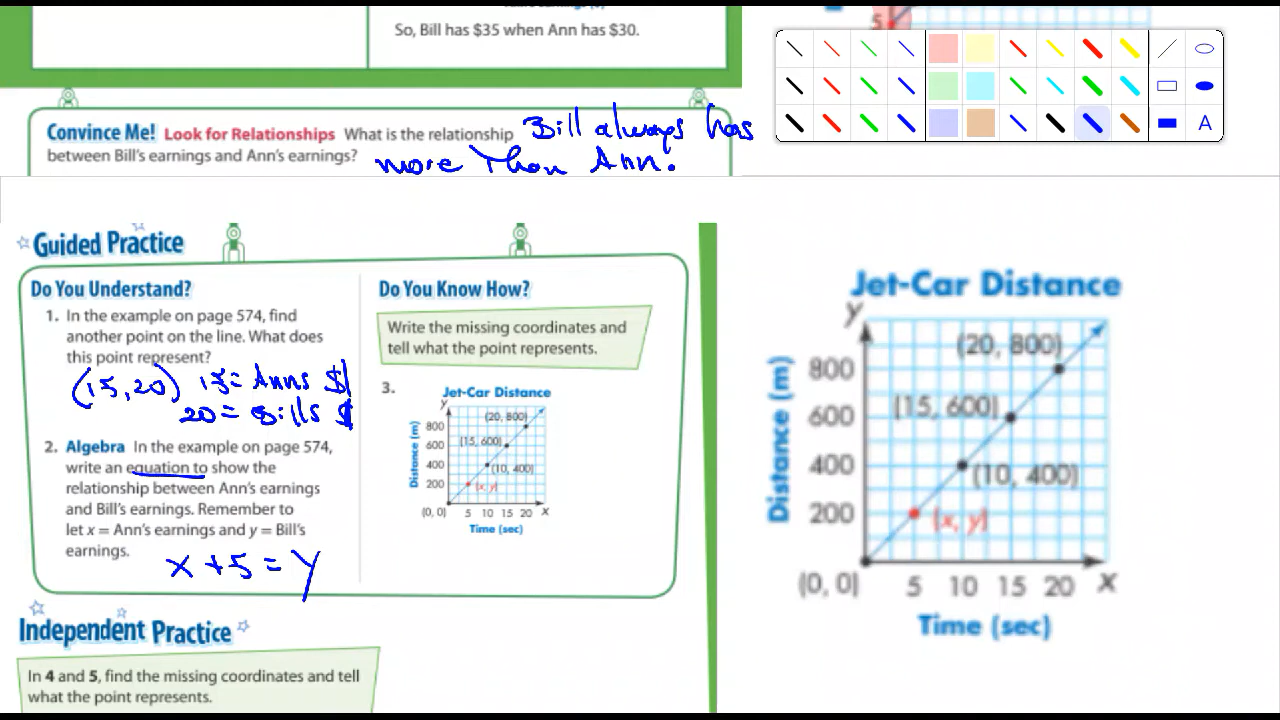 So, Bill has $35 when Ann has $30.
5
Convince Me! Look for Relationships What is the relationship
between Bill's earnings and Ann's earnings?
Bill always has
more Than Ann.
A
Guided Practice
Do You Understand?
1. In the example on page 574, find
another point on the line. What does
this point represent?
(15,20) 15= Anns $
20= Bills $
2. Algebra In the example on page 574,
write an equation to show the
relationship between Ann's earnings
and Bill's earnings. Remember to
let x = Ann's earnings and y = Bill's
earnings.
x + 5 = y
Do You Know How?
Write the missing coordinates and
tell what the point represents.
3. Jet-Car Distance
y
Distance (m)
800
600
400
200
(20, 800)
(15, 600)
(10, 400)
(x, y)
(0, 0) 5 10 15 20 x
Time (sec)
Jet-Car Distance
y
Distance (m)
800
600
400
200
(20, 800)
(15, 600)
(10, 400)
(x, y)
(0, 0) 5 10 15 20 x
Time (sec)
Independent Practice
In 4 and 5, find the missing coordinates and tell
what the point represents.